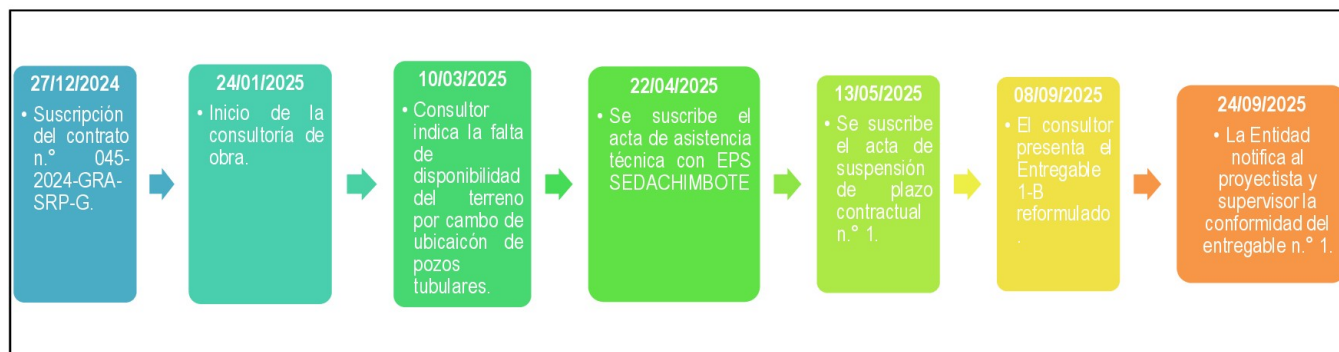 27/12/2024
• Suscripción
del contrato
n.° 045-
2024-GRA-
SRP-G.
24/01/2025
• Inicio de la
consultoría de
obra.
10/03/2025
• Consultor
indica la falta
de
disponibilidad
del terreno
por cambo de
ubicaicón de
pozos
tubulares.
22/04/2025
• Se suscribe el
acta de asistencia
técnica con EPS
SEDACHIMBOTE
13/05/2025
• Se suscribe
el acta de
suspensión
de plazo
contractual
n.° 1.
08/09/2025
• El consultor
presenta el
Entregable
1-B
reformulado
.
24/09/2025
• La Entidad
notifica al
proyectista y
supervisor la
conformidad del
entregable n.° 1.